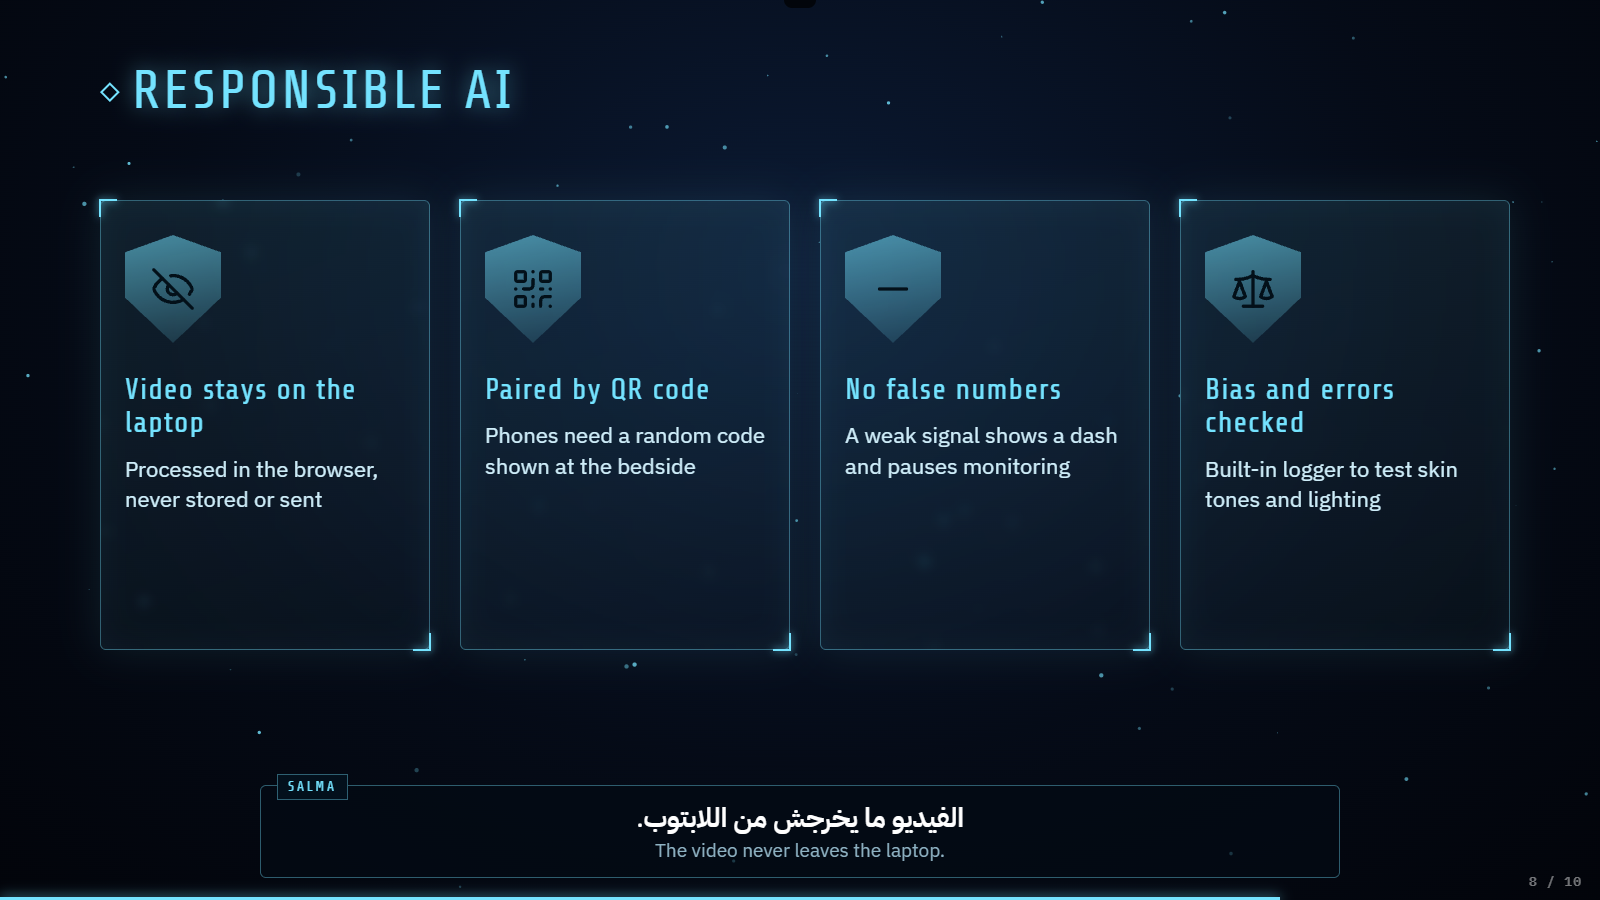 RESPONSIBLE AI
Video stays on the
laptop
Processed in the browser,
never stored or sent
Paired by QR code
Phones need a random code
shown at the bedside
No false numbers
A weak signal shows a dash
and pauses monitoring
Bias and errors
checked
Built-in logger to test skin
tones and lighting
SALMA
الفيديو ما يخرجش من اللابتوب.
The video never leaves the laptop.
8 / 10